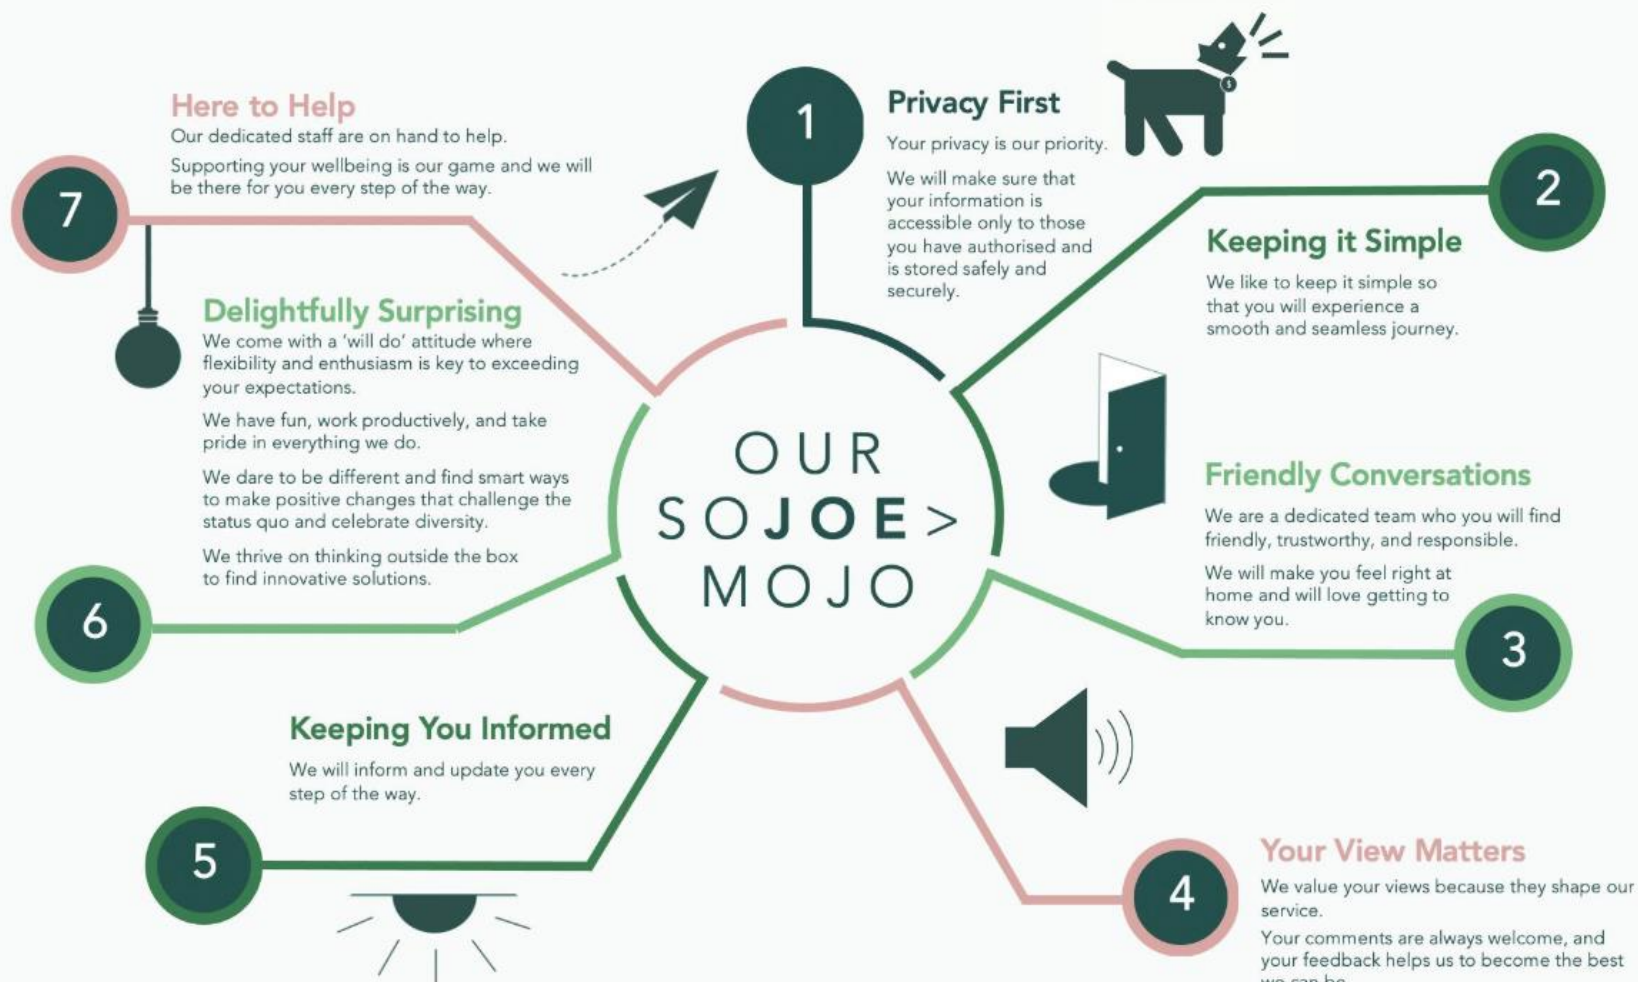 OUR
SOJOE>
MOJO
1
Privacy First
Your privacy is our priority.
We will make sure that
your information is
accessible only to those
you have authorised and
is stored safely and
securely.
$
2
Keeping it Simple
We like to keep it simple so
that you will experience a
smooth and seamless journey.
3
Friendly Conversations
We are a dedicated team who you will find
friendly, trustworthy, and responsible.
We will make you feel right at
home and will love getting to
know you.
4
Your View Matters
We value your views because they shape our
service.
Your comments are always welcome, and
your feedback helps us to become the best
we can be
5
Keeping You Informed
We will inform and update you every
step of the way.
6
Delightfully Surprising
We come with a 'will do' attitude where
flexibility and enthusiasm is key to exceeding
your expectations.
We have fun, work productively, and take
pride in everything we do.
We dare to be different and find smart ways
to make positive changes that challenge the
status quo and celebrate diversity.
We thrive on thinking outside the box
to find innovative solutions.
7
Here to Help
Our dedicated staff are on hand to help.
Supporting your wellbeing is our game and we will
be there for you every step of the way.